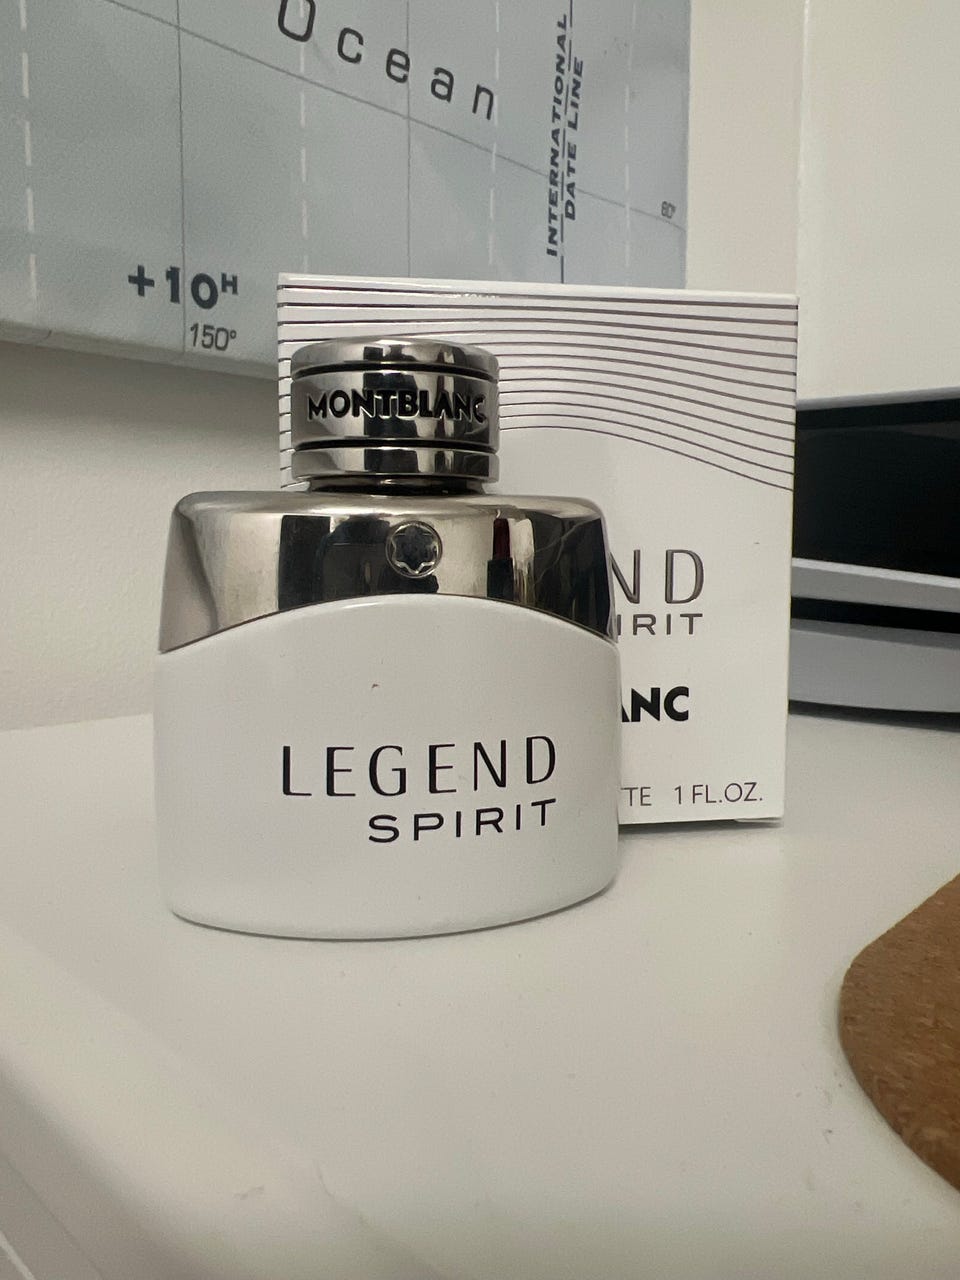 Ocean
INTERNATIONAL
DATE LINE
80°
+10H
150°
MONTBLANC
LEGEND
SPIRIT
ND
IRIT
ANC
TE 1 FL.OZ.